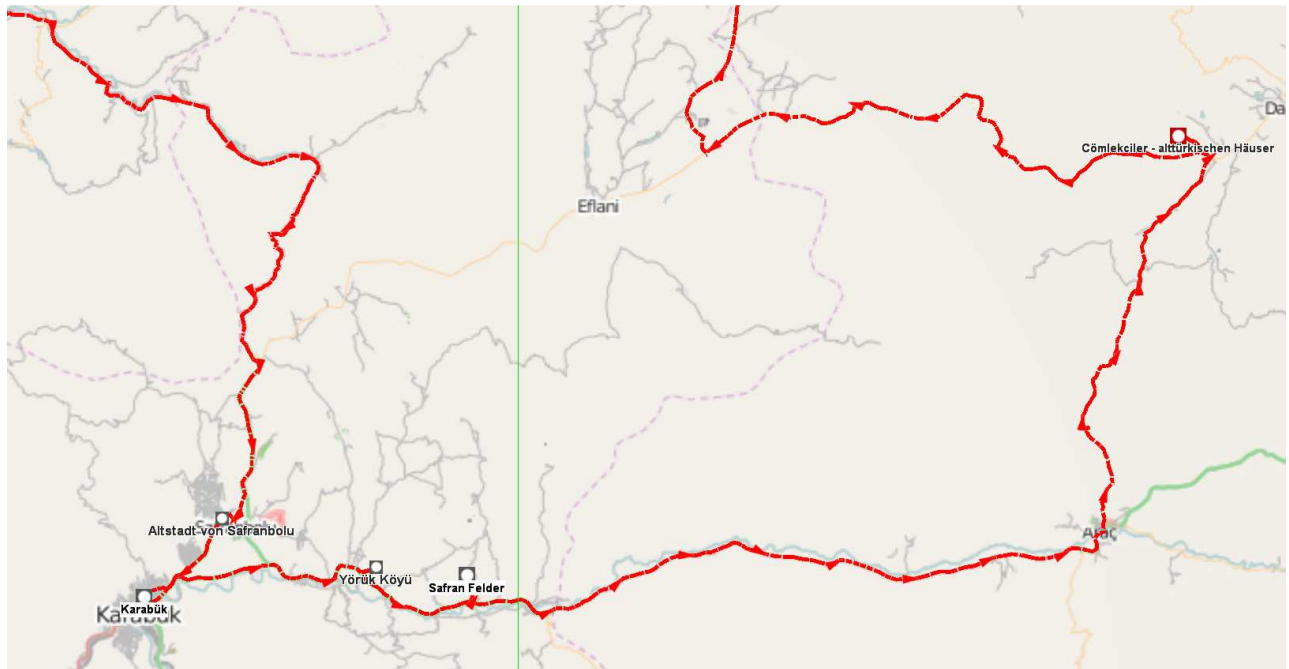 Da
Cömlekciler - alttürkischen Häuser
Eflani
Altstadt von Safranbolu
Araç
Yörük Köyü
Safran Felder
Karabük
Karabük